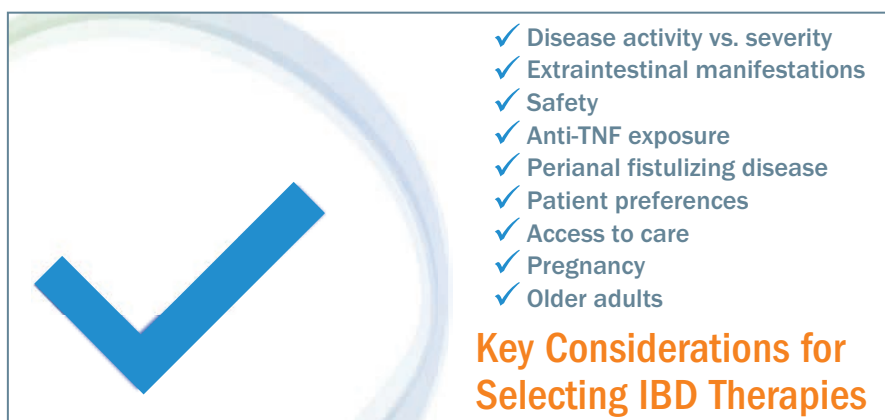 Disease activity vs. severity
Extraintestinal manifestations
Safety
Anti-TNF exposure
Perianal fistulizing disease
Patient preferences
Access to care
Pregnancy
Older adults
Key Considerations for
Selecting IBD Therapies